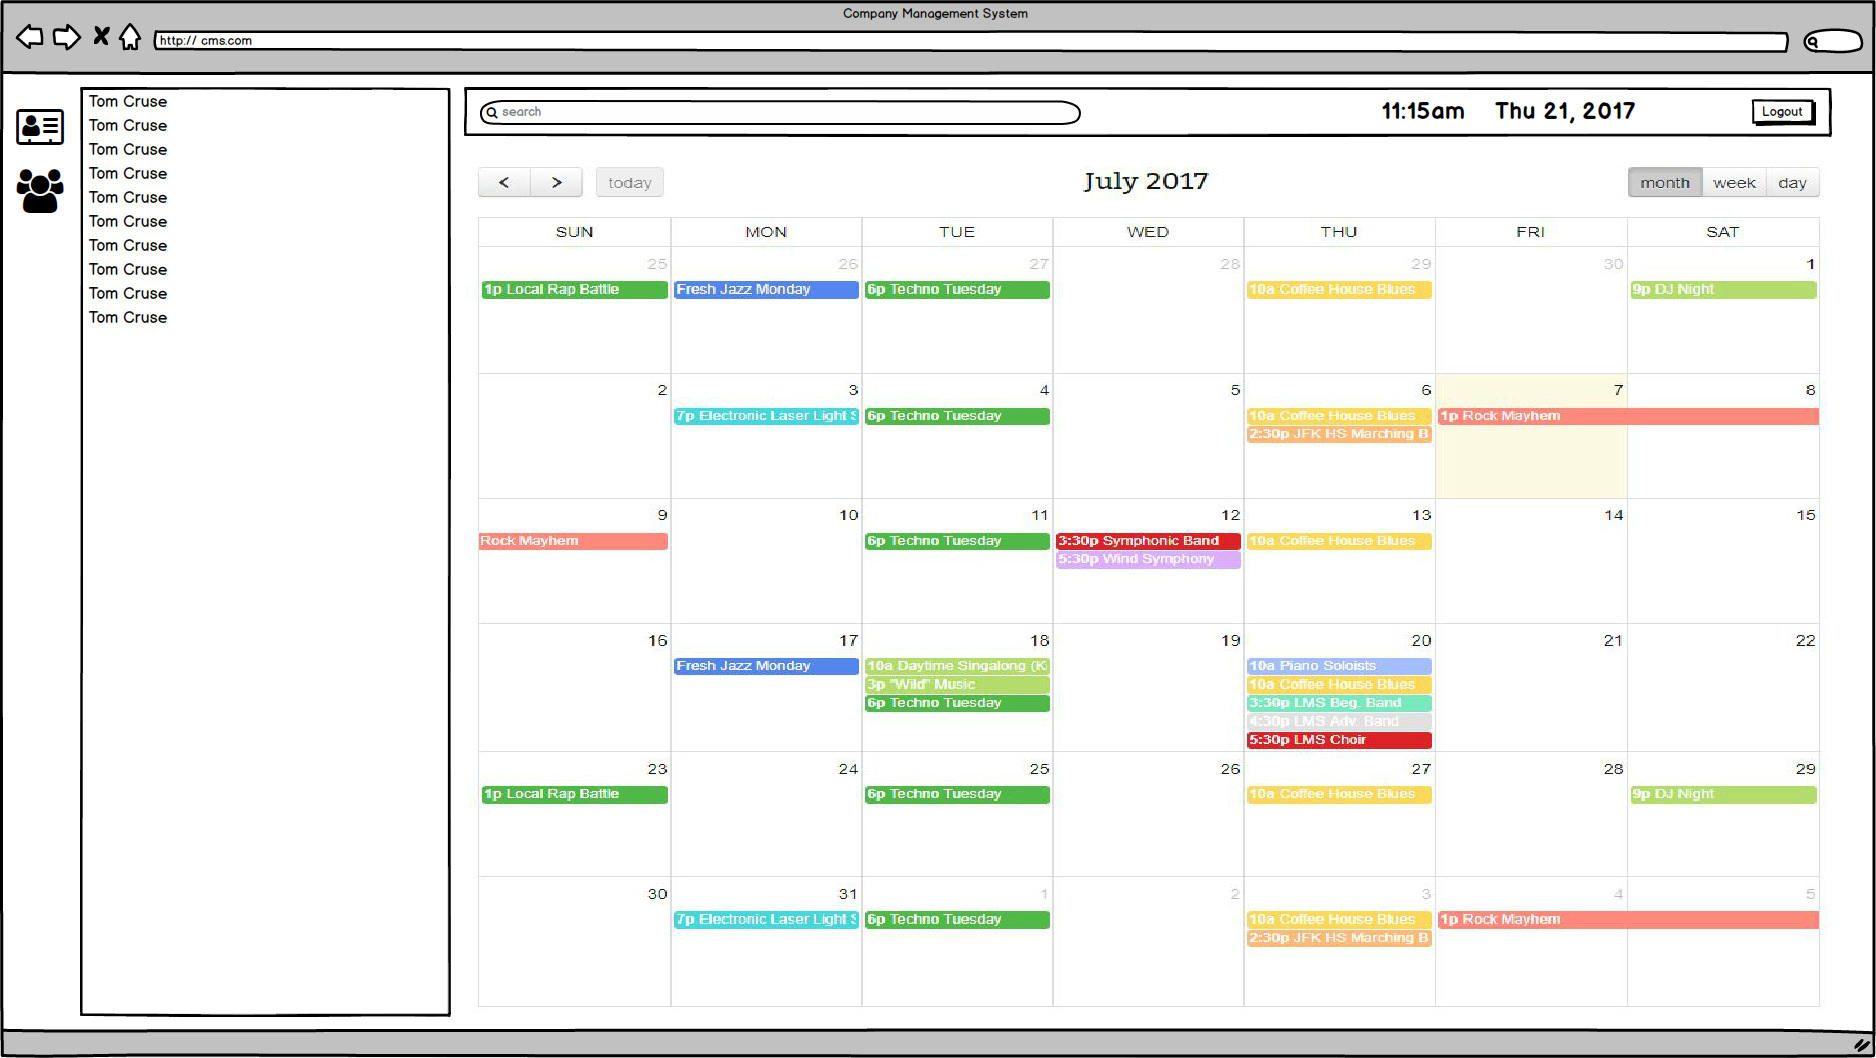 Company Management System
http:// cms.com
Tom Cruse
Tom Cruse
Tom Cruse
Tom Cruse
Tom Cruse
Tom Cruse
Tom Cruse
Tom Cruse
Tom Cruse
Tom Cruse
search
11:15am Thu 21, 2017
Logout
< > today
July 2017
month week day
SUN MON TUE WED THU FRI SAT
25 26 27 28 29 30 1
1p Local Rap Battle Fresh Jazz Monday 6p Techno Tuesday 10a Coffee House Blues 9p DJ Night
2 3 4 5 6 7 8
7p Electronic Laser Light S 6p Techno Tuesday 10a Coffee House Blues 1p Rock Mayhem
2:30p JFK HS Marching B
9 10 11 12 13 14 15
Rock Mayhem 6p Techno Tuesday 3:30p Symphonic Band 10a Coffee House Blues
5:30p Wind Symphony
16 17 18 19 20 21 22
Fresh Jazz Monday 10a Daytime Singalong (K 10a Piano Soloists
3p "Wild" Music 10a Coffee House Blues
6p Techno Tuesday 3:30p LMS Beg. Band
4:30p LMS Adv. Band
5:30p LMS Choir
23 24 25 26 27 28 29
1p Local Rap Battle 6p Techno Tuesday 10a Coffee House Blues 9p DJ Night
30 31 1 2 3 4 5
7p Electronic Laser Light S 6p Techno Tuesday 10a Coffee House Blues 1p Rock Mayhem
2:30p JFK HS Marching B